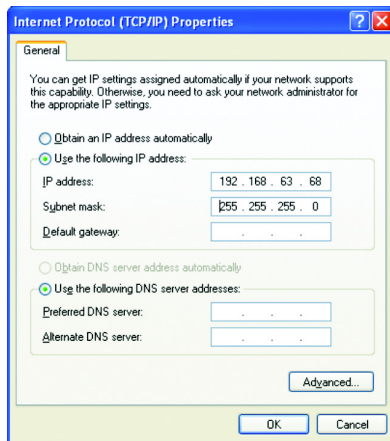 Internet Protocol (TCP/IP) Properties
General
You can get IP settings assigned automatically if your network supports
this capability. Otherwise, you need to ask your network administrator for
the appropriate IP settings.
Obtain an IP address automatically
Use the following IP address:
IP address: 192 . 168 . 63 . 68
Subnet mask: 255 . 255 . 255 . 0
Default gateway: . . .
Obtain DNS server address automatically
Use the following DNS server addresses:
Preferred DNS server: . . .
Alternate DNS server: . . .
Advanced...
OK Cancel